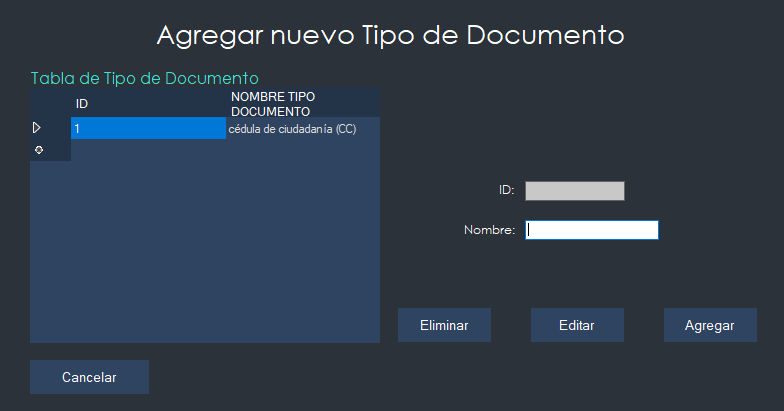 Agregar nuevo Tipo de Documento
Tabla de Tipo de Documento
ID
NOMBRE TIPO
DOCUMENTO
1
cédula de ciudadanía (CC)
ID:
Nombre:
Eliminar
Editar
Agregar
Cancelar